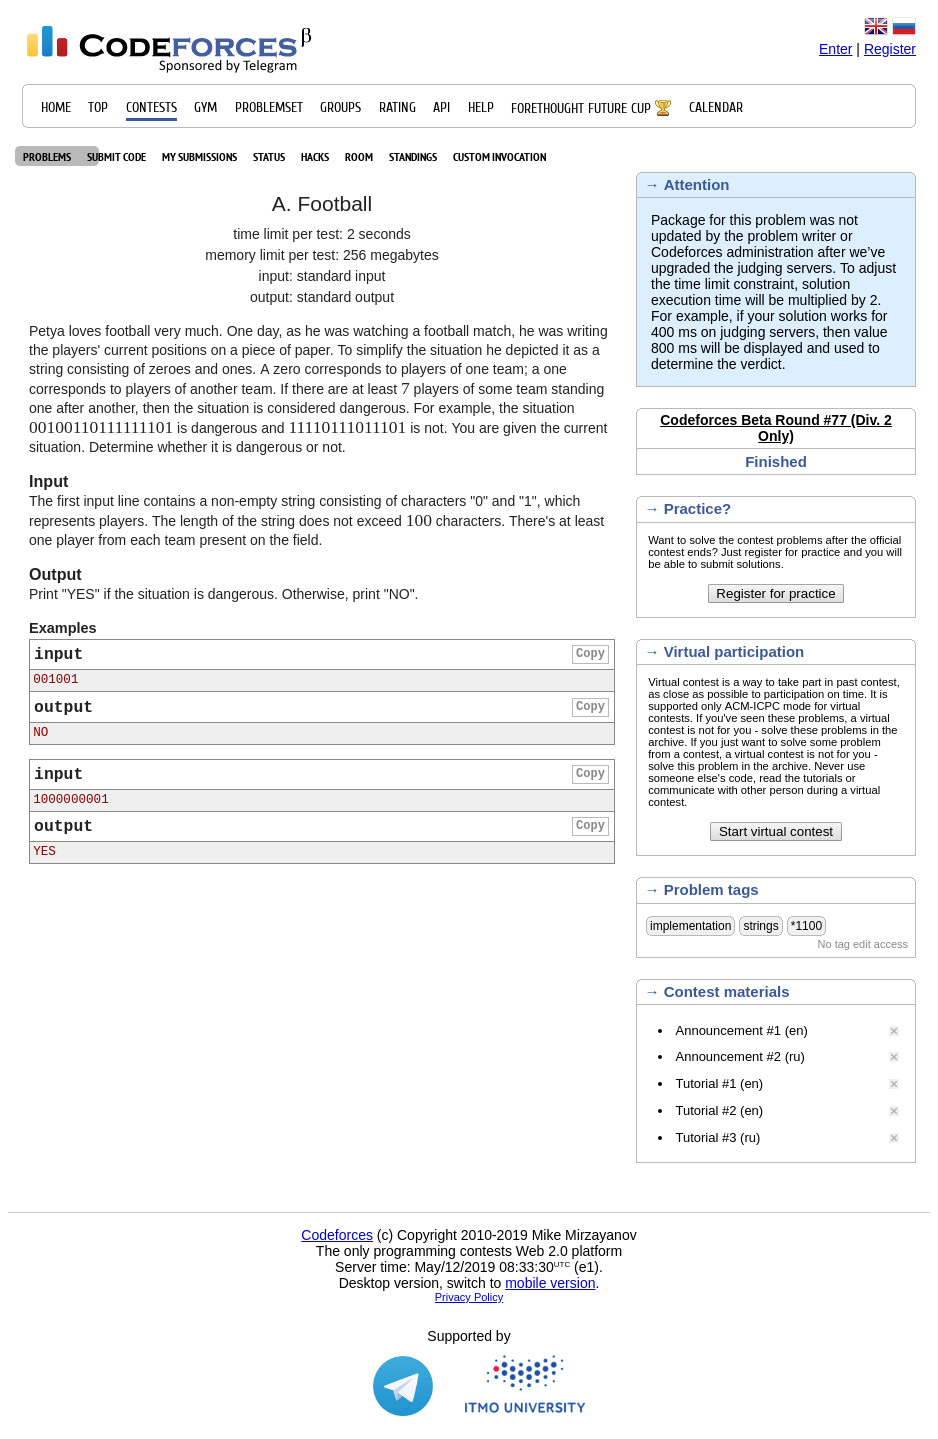 CODEFORCES β
Sponsored by Telegram
Enter | Register
HOME TOP CONTESTS GYM PROBLEMSET GROUPS RATING API HELP FORETHOUGHT FUTURE CUP CALENDAR
PROBLEMS SUBMIT CODE MY SUBMISSIONS STATUS HACKS ROOM STANDINGS CUSTOM INVOCATION
A. Football
time limit per test: 2 seconds
memory limit per test: 256 megabytes
input: standard input
output: standard output
Petya loves football very much. One day, as he was watching a football match, he was writing
the players' current positions on a piece of paper. To simplify the situation he depicted it as a
string consisting of zeroes and ones. A zero corresponds to players of one team; a one
corresponds to players of another team. If there are at least 7 players of some team standing
one after another, then the situation is considered dangerous. For example, the situation
00100110111111101 is dangerous and 11110111011101 is not. You are given the current
situation. Determine whether it is dangerous or not.
Input
The first input line contains a non-empty string consisting of characters "0" and "1", which
represents players. The length of the string does not exceed 100 characters. There's at least
one player from each team present on the field.
Output
Print "YES" if the situation is dangerous. Otherwise, print "NO".
Examples
input Copy
001001
output Copy
NO
input Copy
1000000001
output Copy
YES
→ Attention
Package for this problem was not
updated by the problem writer or
Codeforces administration after we’ve
upgraded the judging servers. To adjust
the time limit constraint, solution
execution time will be multiplied by 2.
For example, if your solution works for
400 ms on judging servers, then value
800 ms will be displayed and used to
determine the verdict.
Codeforces Beta Round #77 (Div. 2
Only)
Finished
→ Practice?
Want to solve the contest problems after the official
contest ends? Just register for practice and you will
be able to submit solutions.
Register for practice
→ Virtual participation
Virtual contest is a way to take part in past contest,
as close as possible to participation on time. It is
supported only ACM-ICPC mode for virtual
contests. If you've seen these problems, a virtual
contest is not for you - solve these problems in the
archive. If you just want to solve some problem
from a contest, a virtual contest is not for you -
solve this problem in the archive. Never use
someone else's code, read the tutorials or
communicate with other person during a virtual
contest.
Start virtual contest
→ Problem tags
implementation strings *1100
No tag edit access
→ Contest materials
Announcement #1 (en)
Announcement #2 (ru)
Tutorial #1 (en)
Tutorial #2 (en)
Tutorial #3 (ru)
Codeforces (c) Copyright 2010-2019 Mike Mirzayanov
The only programming contests Web 2.0 platform
Server time: May/12/2019 08:33:30UTC (e1).
Desktop version, switch to mobile version.
Privacy Policy
Supported by
ITMO UNIVERSITY